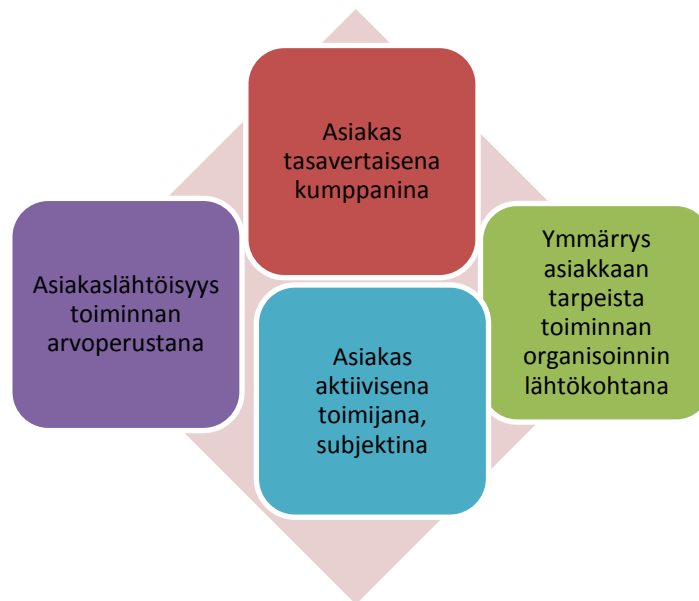 Asiakas
tasavertaisena
kumppanina
Asiakaslähtöisyys
toiminnan
arvoperustana
Ymmärrys
asiakkaan
tarpeista
toiminnan
organisoinnin
lähtökohtana
Asiakas
aktiivisena
toimijana,
subjektina